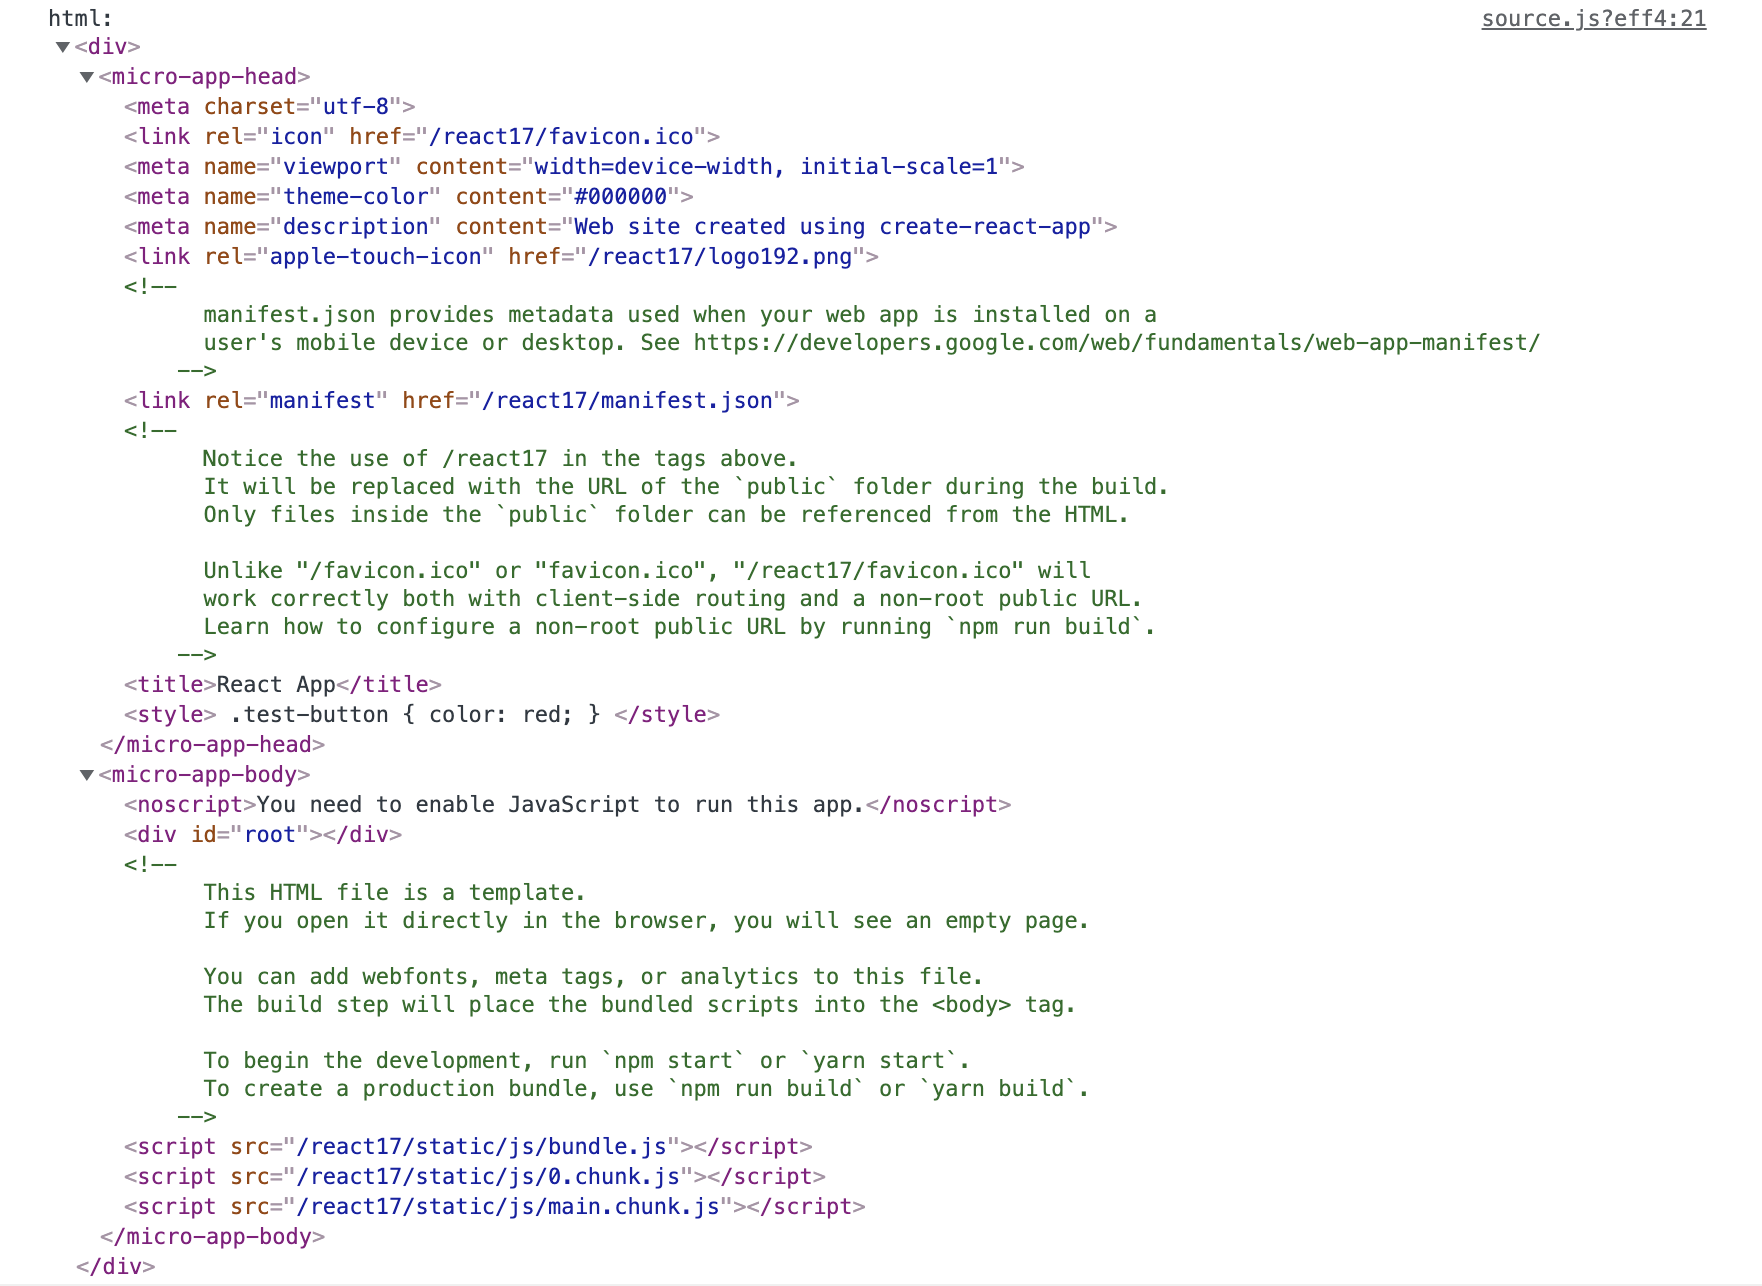 html:
source.js?eff4:21
▼<div>
▼<micro-app-head>
<meta charset="utf-8">
<link rel="icon" href="/react17/favicon.ico">
<meta name="viewport" content="width=device-width, initial-scale=1">
<meta name="theme-color" content="#000000">
<meta name="description" content="Web site created using create-react-app">
<link rel="apple-touch-icon" href="/react17/logo192.png">
<!--
manifest.json provides metadata used when your web app is installed on a
user's mobile device or desktop. See https://developers.google.com/web/fundamentals/web-app-manifest/
-->
<link rel="manifest" href="/react17/manifest.json">
<!--
Notice the use of /react17 in the tags above.
It will be replaced with the URL of the `public` folder during the build.
Only files inside the `public` folder can be referenced from the HTML.

Unlike "/favicon.ico" or "favicon.ico", "/react17/favicon.ico" will
work correctly both with client-side routing and a non-root public URL.
Learn how to configure a non-root public URL by running `npm run build`.
-->
<title>React App</title>
<style> .test-button { color: red; } </style>
</micro-app-head>
▼<micro-app-body>
<noscript>You need to enable JavaScript to run this app.</noscript>
<div id="root"></div>
<!--
This HTML file is a template.
If you open it directly in the browser, you will see an empty page.

You can add webfonts, meta tags, or analytics to this file.
The build step will place the bundled scripts into the <body> tag.

To begin the development, run `npm start` or `yarn start`.
To create a production bundle, use `npm run build` or `yarn build`.
-->
<script src="/react17/static/js/bundle.js"></script>
<script src="/react17/static/js/0.chunk.js"></script>
<script src="/react17/static/js/main.chunk.js"></script>
</micro-app-body>
</div>